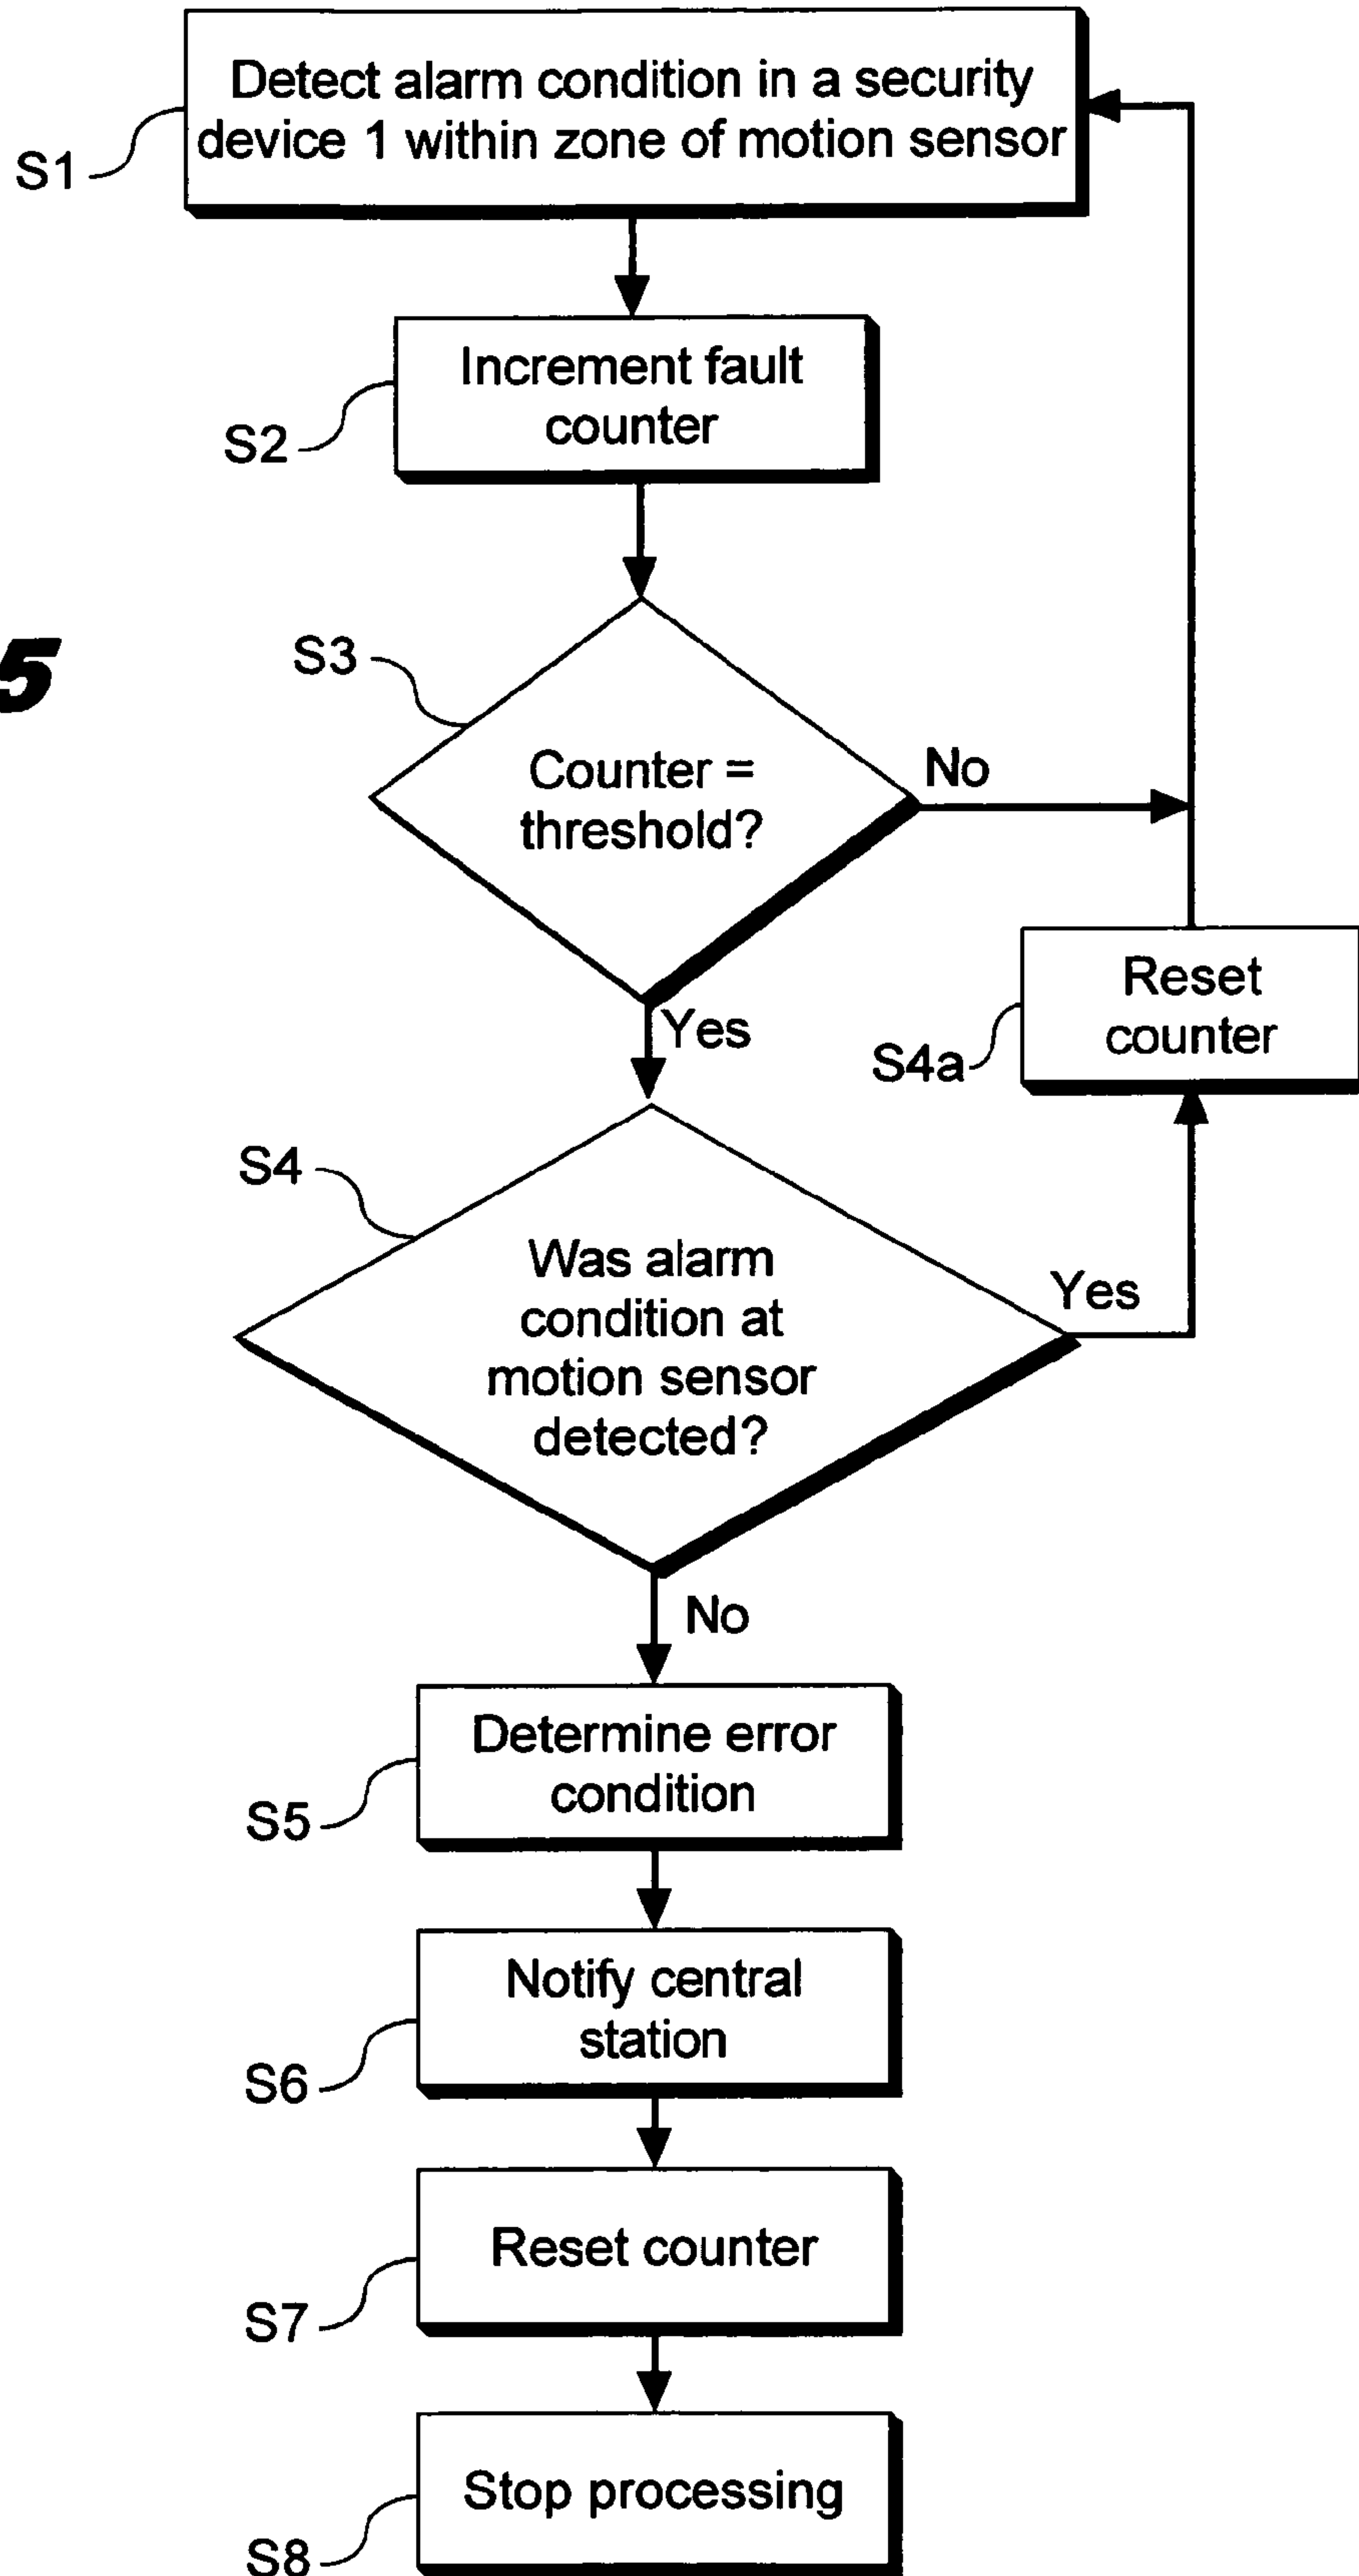 Detect alarm condition in a security
device 1 within zone of motion sensor
S1
Increment fault
counter
S2
5
S3
Counter =
threshold?
No
Yes
Reset
counter
S4a
S4
Was alarm
condition at
motion sensor
detected?
Yes
No
Determine error
condition
S5
Notify central
station
S6
Reset counter
S7
Stop processing
S8